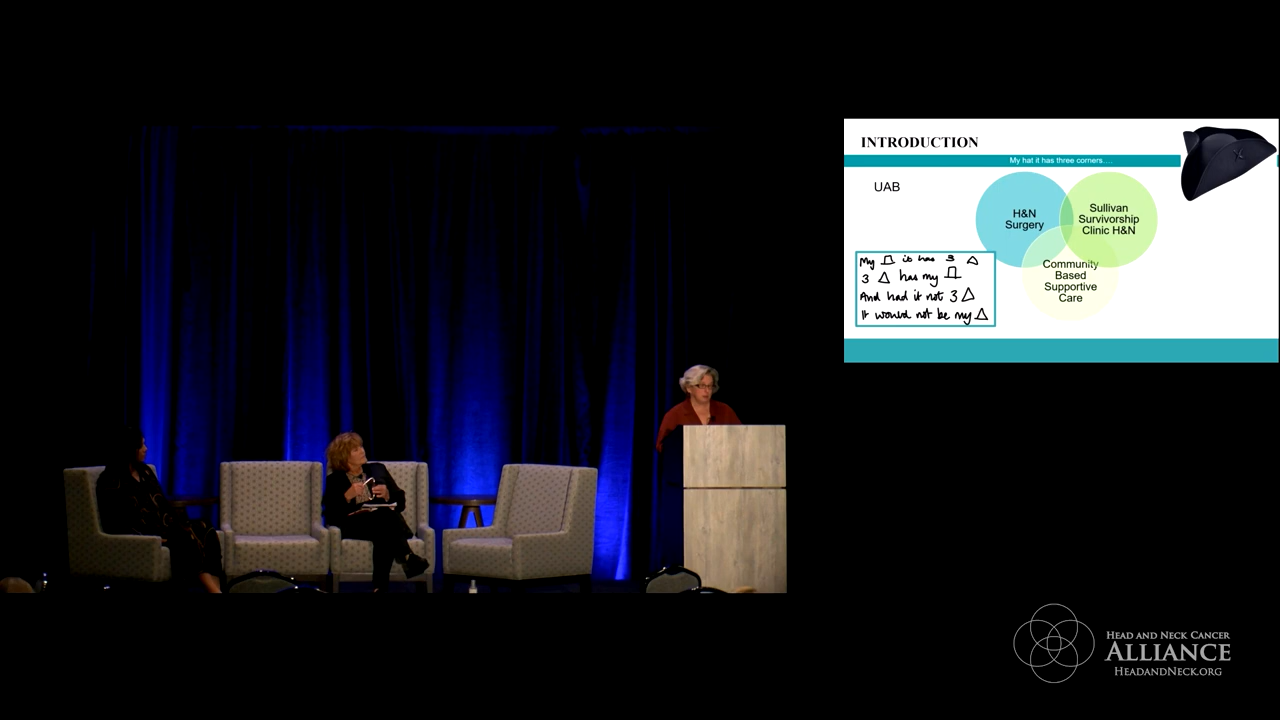 INTRODUCTION
My hat it has three corners....
UAB
H&N
Surgery
Sullivan
Survivorship
Clinic H&N
Community
Based
Supportive
Care
My it has 3
3 has my
And had it not 3
It would not be my
HEAD AND NECK CANCER
ALLIANCE
HEADANDNECK.ORG